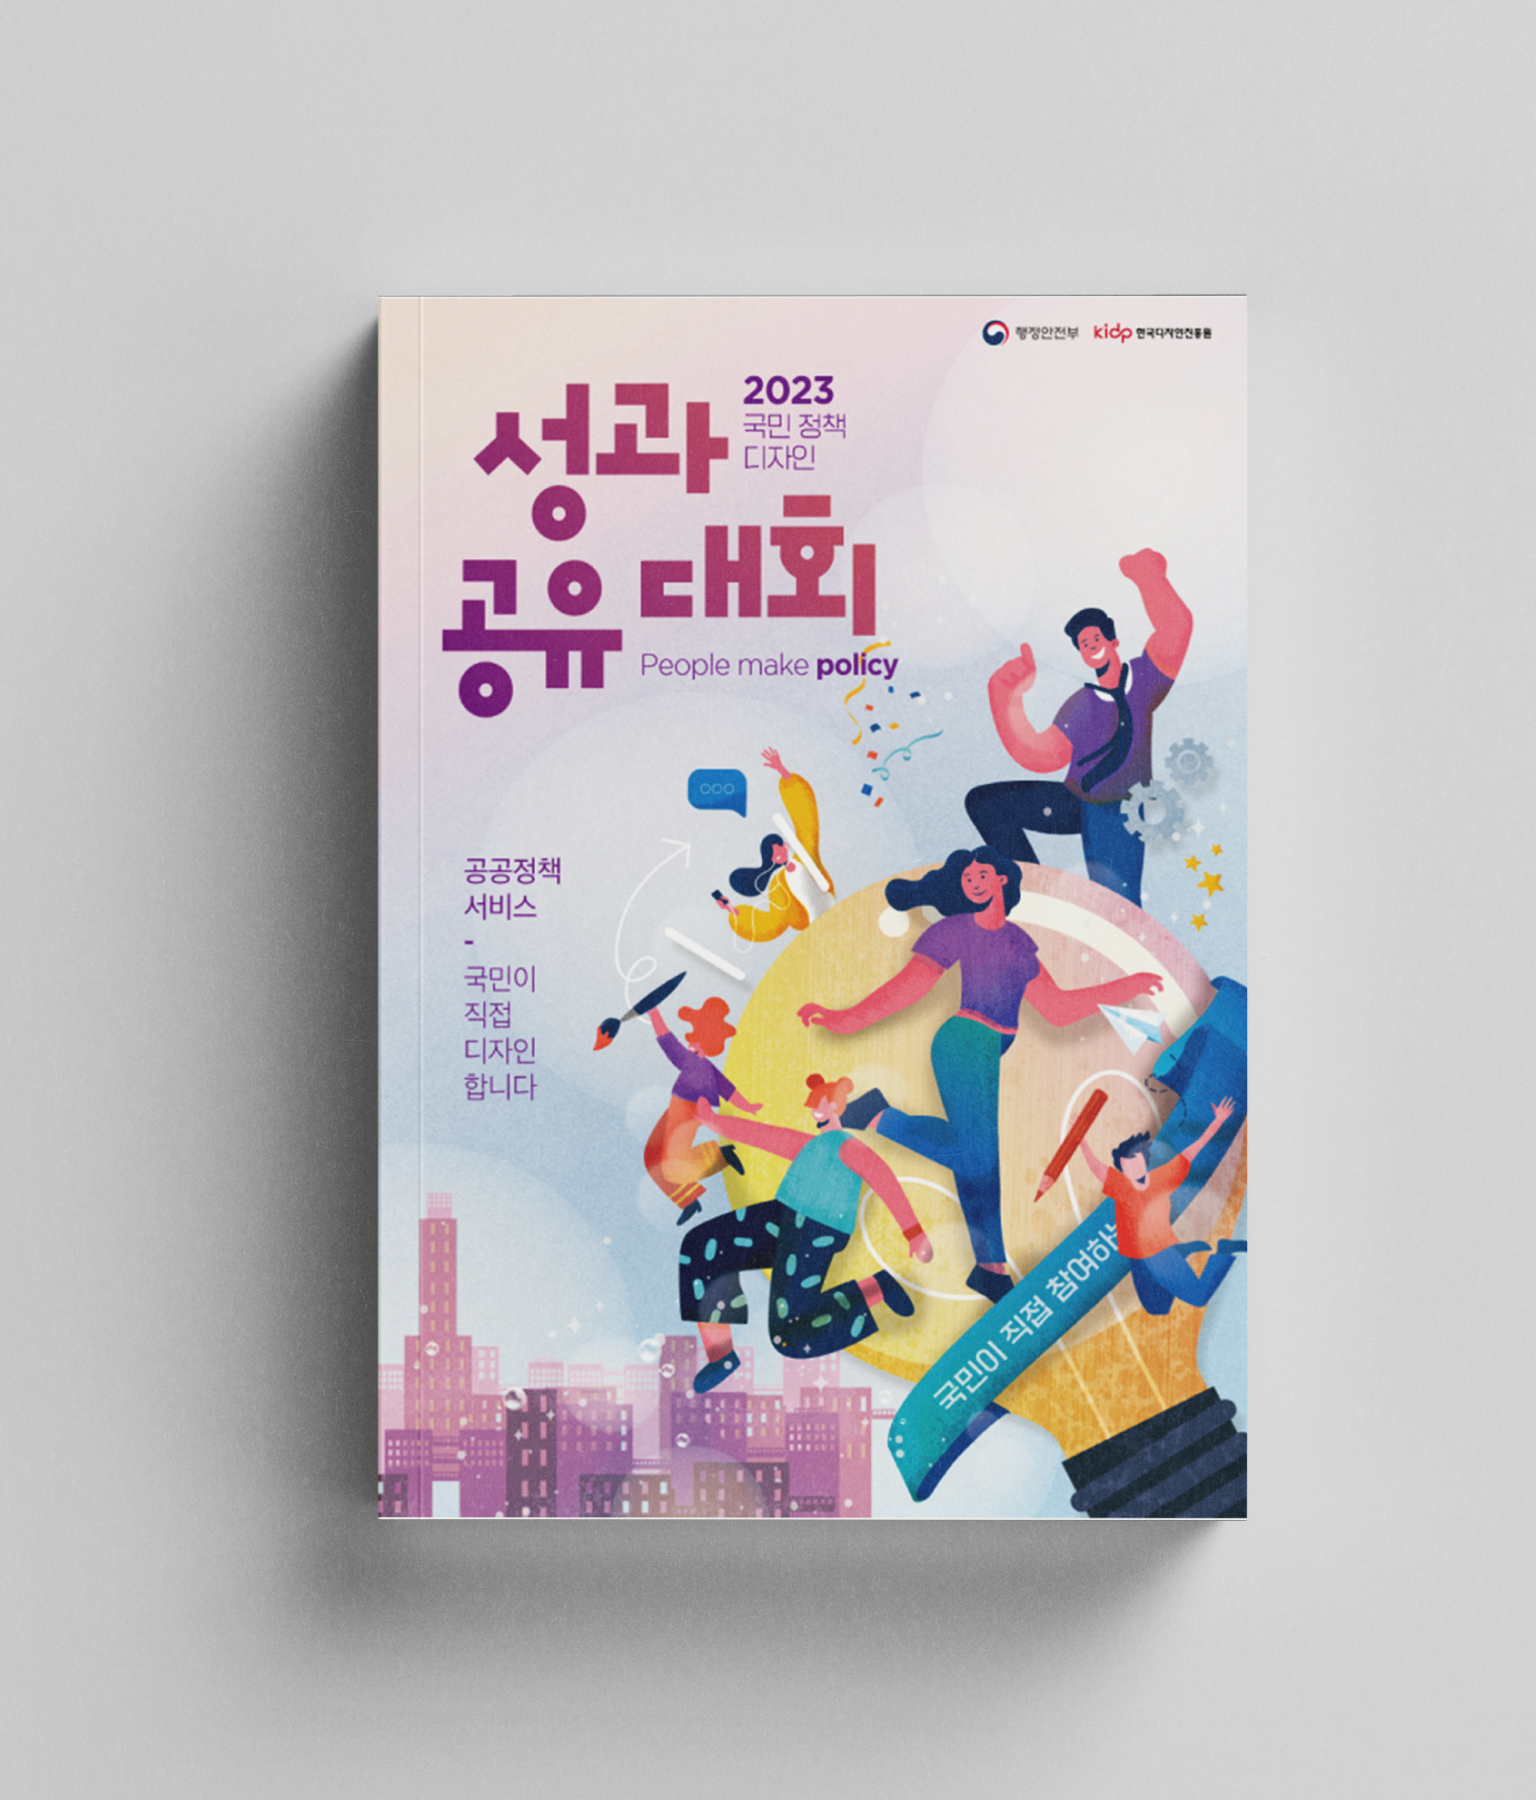 행정안전부
kidp 한국디자인진흥원
성과
2023
국민 정책
디자인
공유 대회
People make policy
공공정책
서비스
-
국민이
직접
디자인
합니다
국민이 직접 참여하는